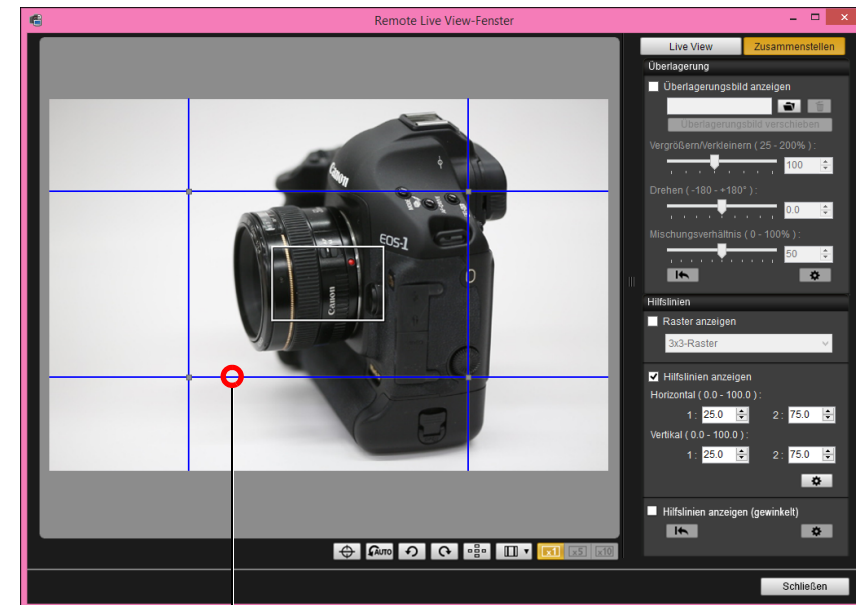 Remote Live View-Fenster
Live View
Zusammenstellen
Überlagerung
Überlagerungsbild anzeigen
Überlagerungsbild verschieben
Vergrößern/Verkleinern ( 25 - 200% ) :
100
Drehen ( -180 - +180° ) :
0.0
Mischungsverhältnis ( 0 - 100% ) :
50
Hilfslinien
Raster anzeigen
3x3-Raster
Hilfslinien anzeigen
Horizontal ( 0.0 - 100.0 ) :
1 : 25.0 2 : 75.0
Vertikal ( 0.0 - 100.0 ) :
1 : 25.0 2 : 75.0
Hilfslinien anzeigen (gewinkelt)
Canon
EOS-1
Canon
AUTO
x1 x5 x10
Schließen